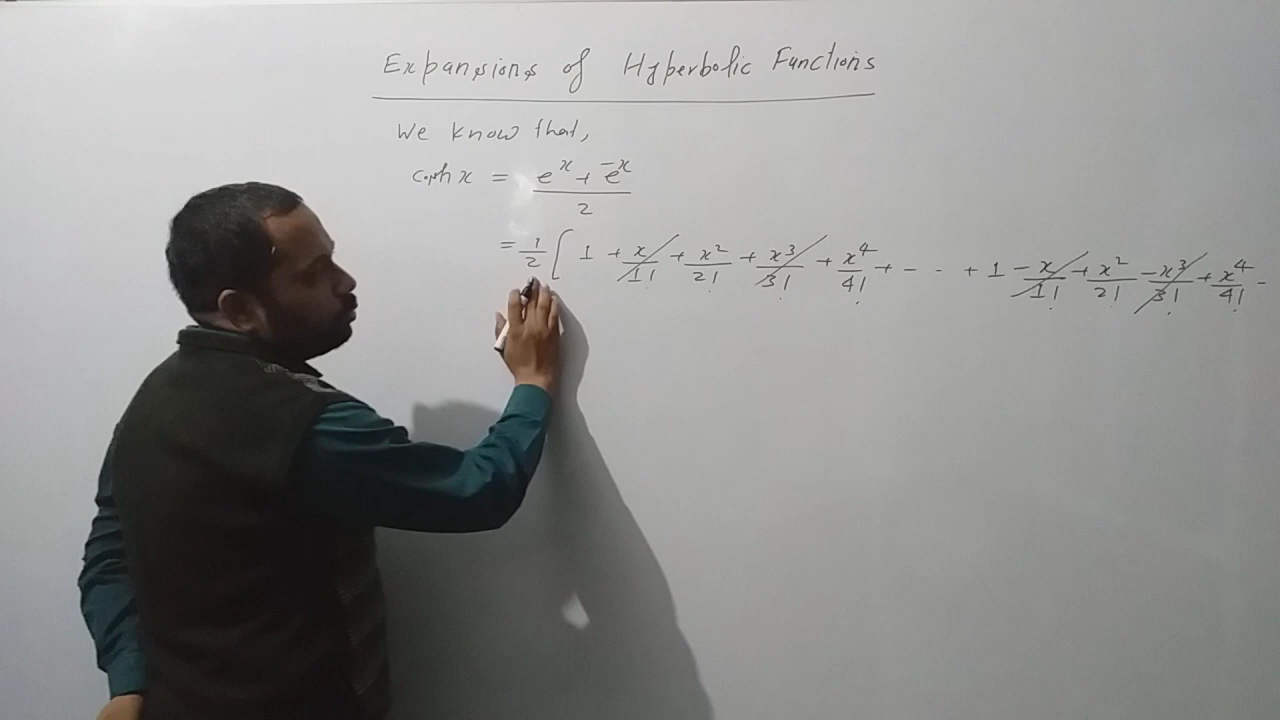 Expansions of Hyperbolic Functions
We know that,
cosh x = e^x + e^-x / 2
= 1/2 [ 1 + x/1! + x^2/2! + x^3/3! + x^4/4! + - - - + 1 - x/1! + x^2/2! - x^3/3! + x^4/4! -